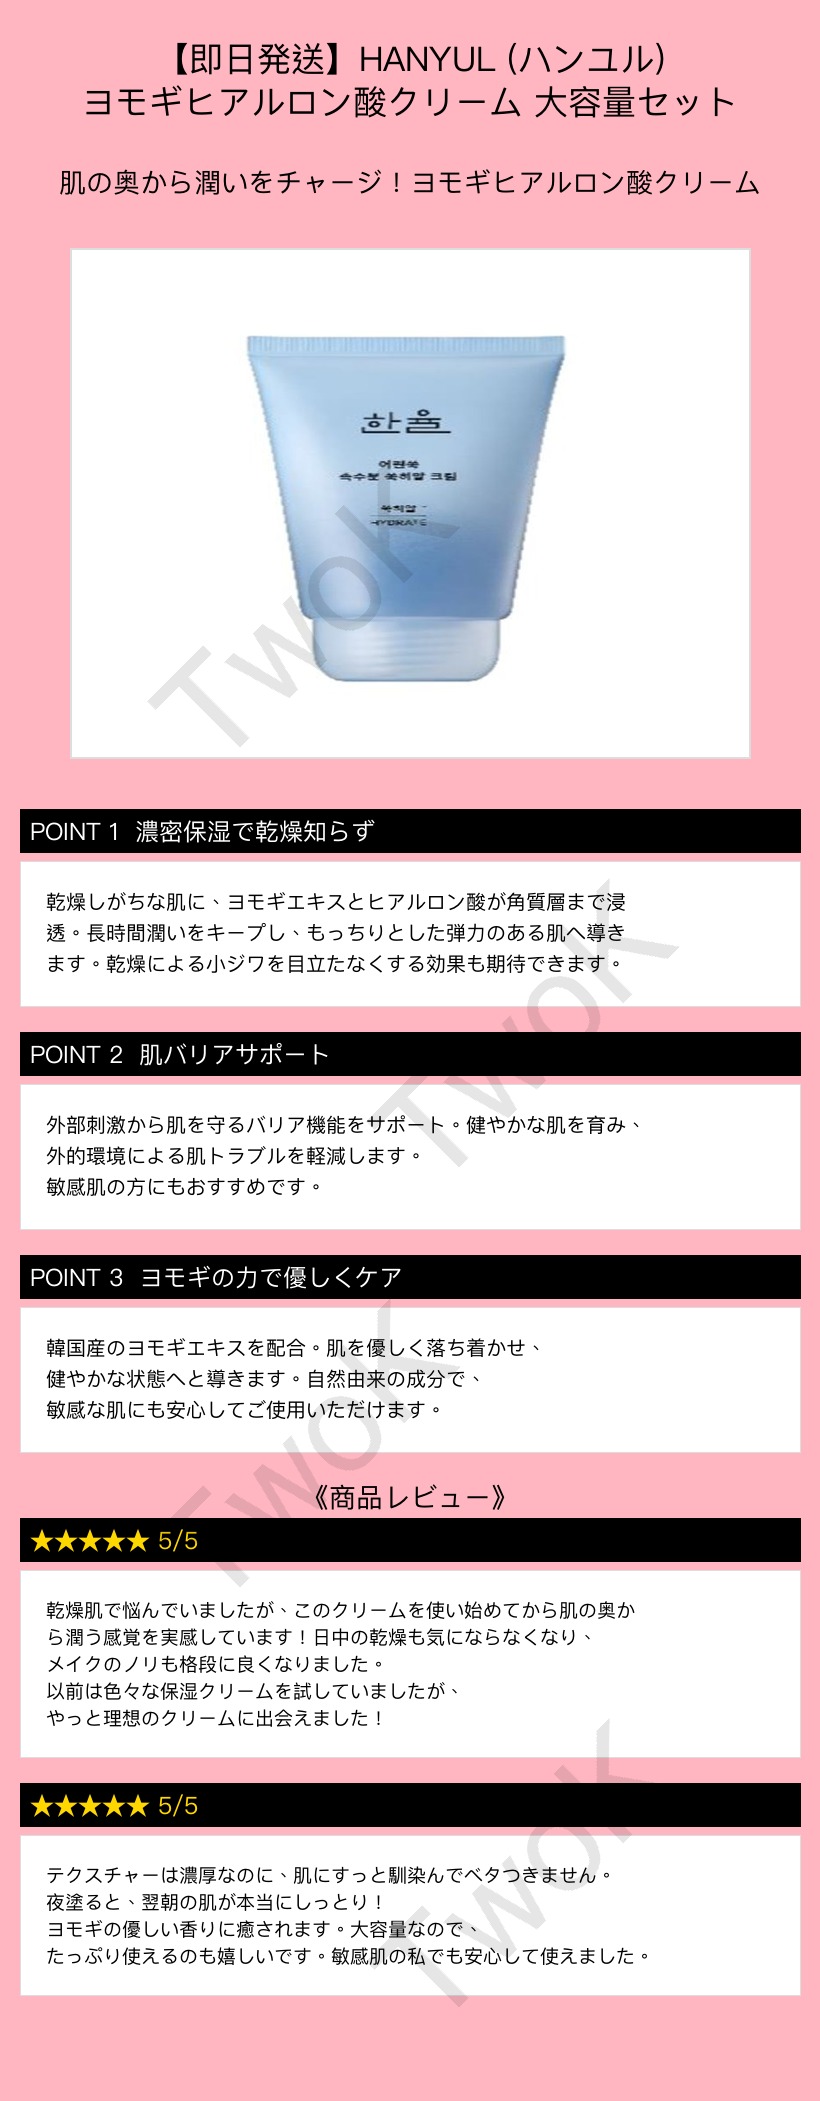 【即日発送】HANYUL (ハンユル)
ヨモギヒアルロン酸クリーム 大容量セット
肌の奥から潤いをチャージ！ヨモギヒアルロン酸クリーム
한율
어린쑥
속수분 쑥히알 크림
쑥히알
HYDRATE
TwoK
POINT 1 濃密保湿で乾燥知らず
乾燥しがちな肌に、ヨモギエキスとヒアルロン酸が角質層まで浸
透。長時間潤いをキープし、もっちりとした弾力のある肌へ導き
ます。乾燥による小ジワを目立たなくする効果も期待できます。
TwoK
POINT 2 肌バリアサポート
外部刺激から肌を守るバリア機能をサポート。健やかな肌を育み、
外的環境による肌トラブルを軽減します。
敏感肌の方にもおすすめです。
POINT 3 ヨモギの力で優しくケア
韓国産のヨモギエキスを配合。肌を優しく落ち着かせ、
健やかな状態へと導きます。自然由来の成分で、
敏感な肌にも安心してご使用いただけます。
TwoK
《商品レビュー》
★★★★★ 5/5
乾燥肌で悩んでいましたが、このクリームを使い始めてから肌の奥か
ら潤う感覚を実感しています！日中の乾燥も気にならなくなり、
メイクのノリも格段に良くなりました。
以前は色々な保湿クリームを試していましたが、
やっと理想のクリームに出会えました！
★★★★★ 5/5
テクスチャーは濃厚なのに、肌にすっと馴染んでベタつきません。
夜塗ると、翌朝の肌が本当にしっとり！
ヨモギの優しい香りに癒されます。大容量なので、
たっぷり使えるのも嬉しいです。敏感肌の私でも安心して使えました。
TwoK